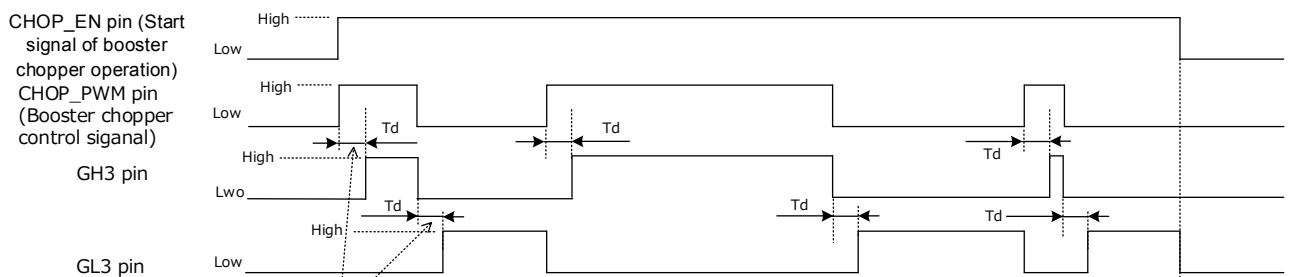 CHOP_EN pin (Start
signal of booster
chopper operation)
High
Low
CHOP_PWM pin
(Booster chopper
control siganal)
High
Low
Td
Td
Td
GH3 pin
High
Lwo
Td
Td
Td
GL3 pin
High
Low